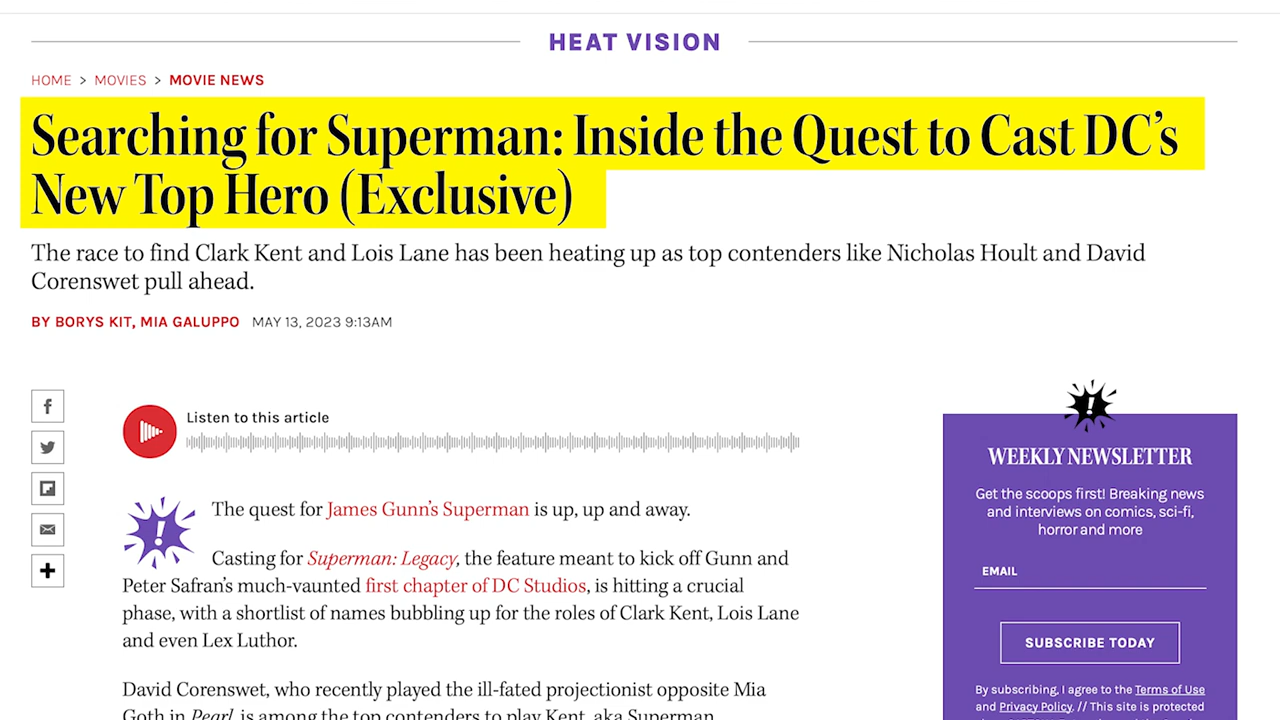 HEAT VISION
HOME > MOVIES > MOVIE NEWS
Searching for Superman: Inside the Quest to Cast DC’s
New Top Hero (Exclusive)
The race to find Clark Kent and Lois Lane has been heating up as top contenders like Nicholas Hoult and David
Corenswet pull ahead.
BY BORYS KIT, MIA GALUPPO MAY 13, 2023 9:13AM
Listen to this article
The quest for James Gunn’s Superman is up, up and away.
Casting for Superman: Legacy, the feature meant to kick off Gunn and
Peter Safran’s much-vaunted first chapter of DC Studios, is hitting a crucial
phase, with a shortlist of names bubbling up for the roles of Clark Kent, Lois Lane
and even Lex Luthor.
David Corenswet, who recently played the ill-fated projectionist opposite Mia
Goth in Pearl, is among the top contenders to play Kent, aka Superman
WEEKLY NEWSLETTER
Get the scoops first! Breaking news
and interviews on comics, sci-fi,
horror and more
EMAIL
SUBSCRIBE TODAY
By subscribing, I agree to the Terms of Use
and Privacy Policy. // This site is protected